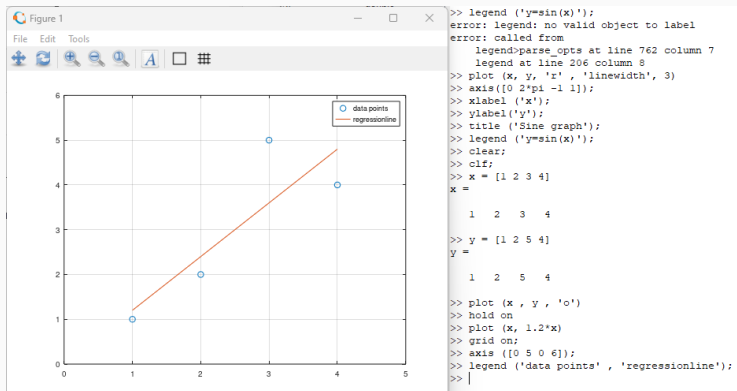 Figure 1
File Edit Tools
A
data points
regressionline
6
5
4
3
2
1
0
0 1 2 3 4 5
>> legend ('y=sin(x)');
error: legend: no valid object to label
error: called from
    legend>parse_opts at line 762 column 7
    legend at line 206 column 8
>> plot (x, y, 'r' , 'linewidth', 3)
>> axis([0 2*pi -1 1]);
>> xlabel ('x');
>> ylabel('y');
>> title ('Sine graph');
>> legend ('y=sin(x)');
>> clear;
>> clf;
>> x = [1 2 3 4]
x =
   1   2   3   4
>> y = [1 2 5 4]
y =
   1   2   5   4
>> plot (x , y , 'o')
>> hold on
>> plot (x, 1.2*x)
>> grid on;
>> axis ([0 5 0 6]);
>> legend ('data points' , 'regressionline');
>>